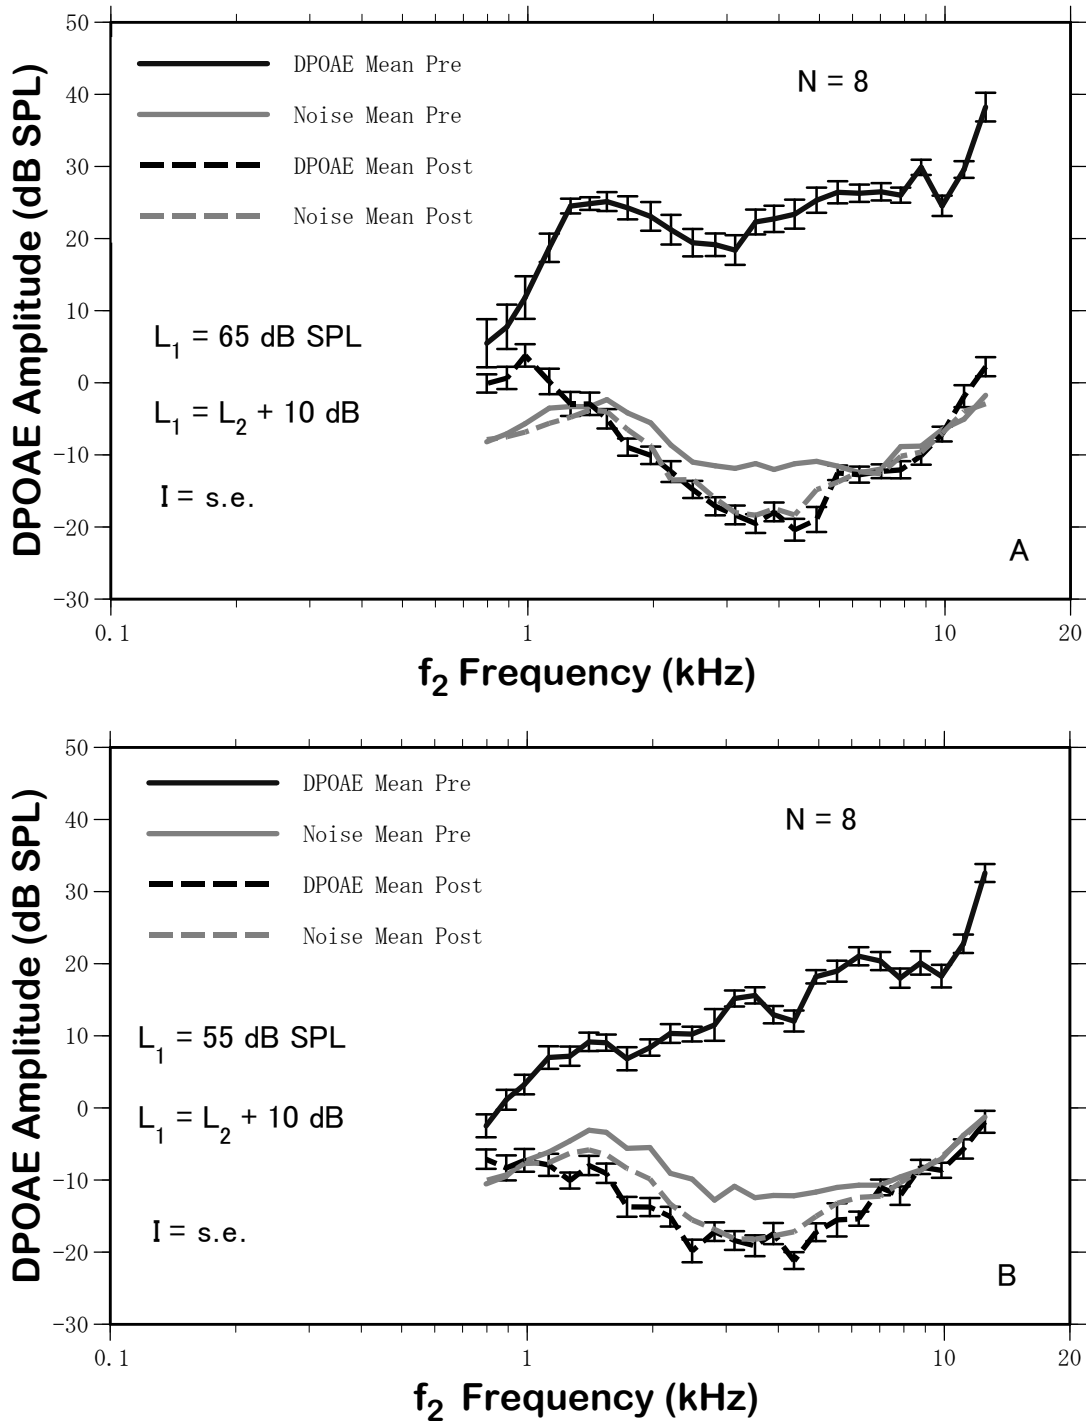 50
40
30
20
10
0
-10
-20
-30
DPOAE Amplitude (dB SPL)
DPOAE Mean Pre
Noise Mean Pre
DPOAE Mean Post
Noise Mean Post
N = 8
L1 = 65 dB SPL
L1 = L2 + 10 dB
I = s.e.
A
0.1 1 10 20
f2 Frequency (kHz)
50
40
30
20
10
0
-10
-20
-30
DPOAE Amplitude (dB SPL)
DPOAE Mean Pre
Noise Mean Pre
DPOAE Mean Post
Noise Mean Post
N = 8
L1 = 55 dB SPL
L1 = L2 + 10 dB
I = s.e.
B
0.1 1 10 20
f2 Frequency (kHz)